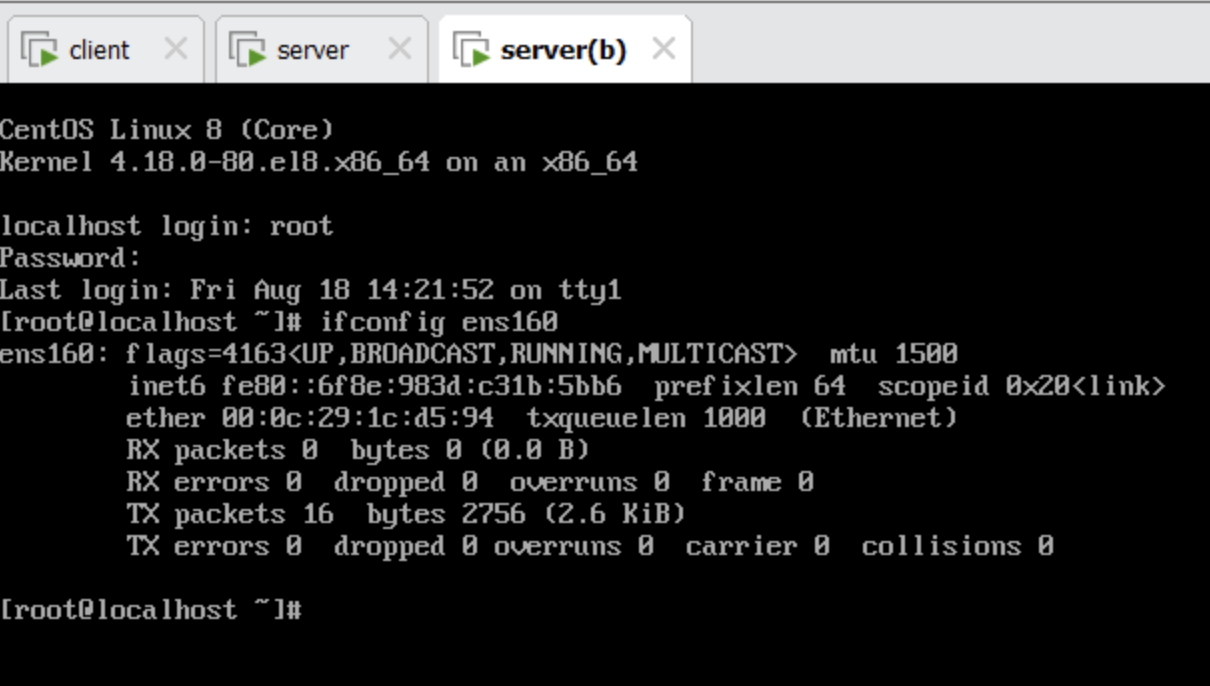 client server server(b)
CentOS Linux 8 (Core)
Kernel 4.18.0-80.el8.x86_64 on an x86_64
localhost login: root
Password:
Last login: Fri Aug 18 14:21:52 on tty1
[root@localhost ~]# ifconfig ens160
ens160: flags=4163<UP,BROADCAST,RUNNING,MULTICAST>  mtu 1500
        inet6 fe80::6f8e:983d:c31b:5bb6  prefixlen 64  scopeid 0x20<link>
        ether 00:0c:29:1c:d5:94  txqueuelen 1000  (Ethernet)
        RX packets 0  bytes 0 (0.0 B)
        RX errors 0  dropped 0  overruns 0  frame 0
        TX packets 16  bytes 2756 (2.6 KiB)
        TX errors 0  dropped 0 overruns 0  carrier 0  collisions 0
[root@localhost ~]#